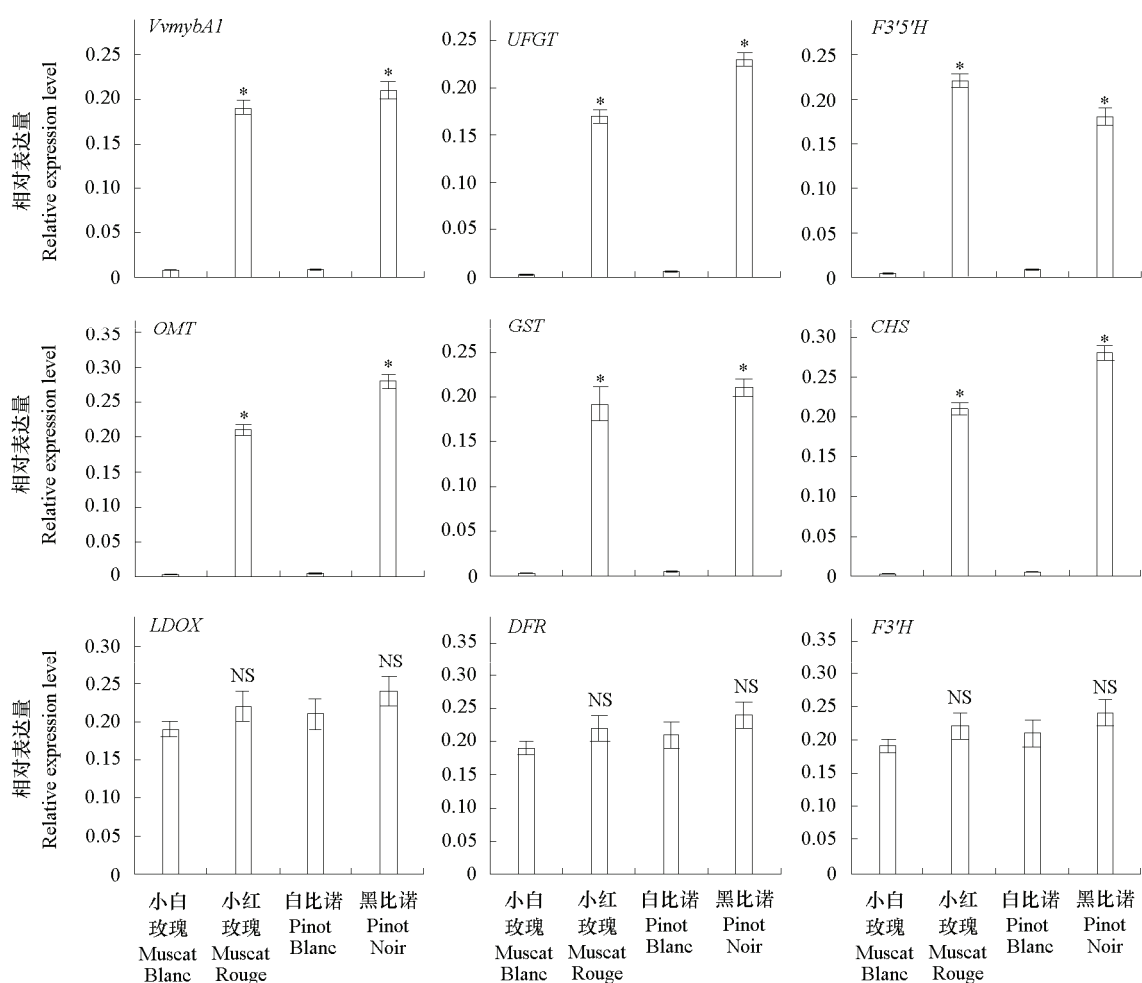 VvmybA1
UFGT
F3'5'H
相对表达量
Relative expression level
0.25
0.20
0.15
0.10
0.05
0
*
*
0.25
0.20
0.15
0.10
0.05
0
*
*
0.25
0.20
0.15
0.10
0.05
0
*
*
OMT
GST
CHS
相对表达量
Relative expression level
0.35
0.30
0.25
0.20
0.15
0.10
0.05
0
*
*
0.25
0.20
0.15
0.10
0.05
0
*
*
0.30
0.25
0.20
0.15
0.10
0.05
0
*
*
LDOX
DFR
F3'H
相对表达量
Relative expression level
0.30
0.25
0.20
0.15
0.10
0.05
0
NS
NS
0.35
0.30
0.25
0.20
0.15
0.10
0.05
0
NS
NS
0.35
0.30
0.25
0.20
0.15
0.10
0.05
0
NS
NS
小白
玫瑰
Muscat
Blanc
小红
玫瑰
Muscat
Rouge
白比诺
Pinot
Blanc
黑比诺
Pinot
Noir
小白
玫瑰
Muscat
Blanc
小红
玫瑰
Muscat
Rouge
白比诺
Pinot
Blanc
黑比诺
Pinot
Noir
小白
玫瑰
Muscat
Blanc
小红
玫瑰
Muscat
Rouge
白比诺
Pinot
Blanc
黑比诺
Pinot
Noir